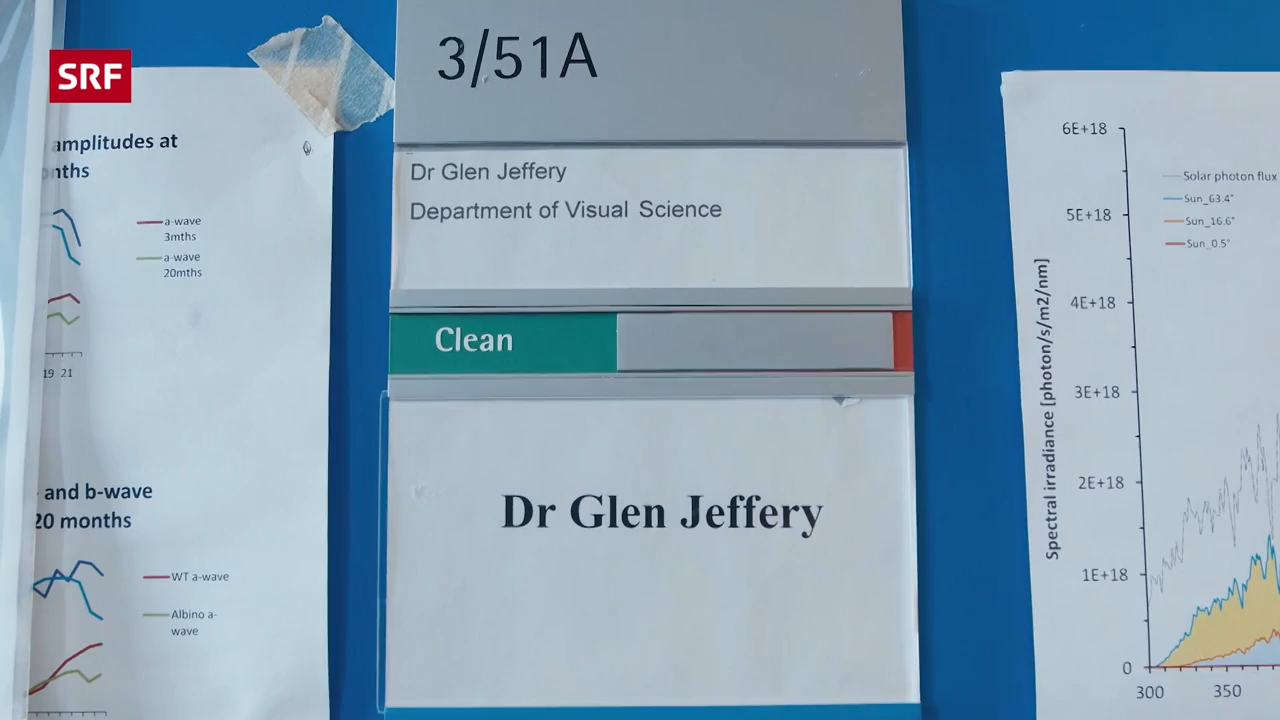 SRF
amplitudes at
a-wave
3mths
a-wave
20mths
19 21
and b-wave
20 months
WT a-wave
Albino a-
wave
3/51A
Dr Glen Jeffery
Department of Visual Science
Clean
Dr Glen Jeffery
6E+18
5E+18
4E+18
3E+18
2E+18
1E+18
0
300 350
Spectral irradiance [photon/s/m2/nm]
Solar photon flux
Sun_63.4°
Sun_16.6°
Sun_0.5°